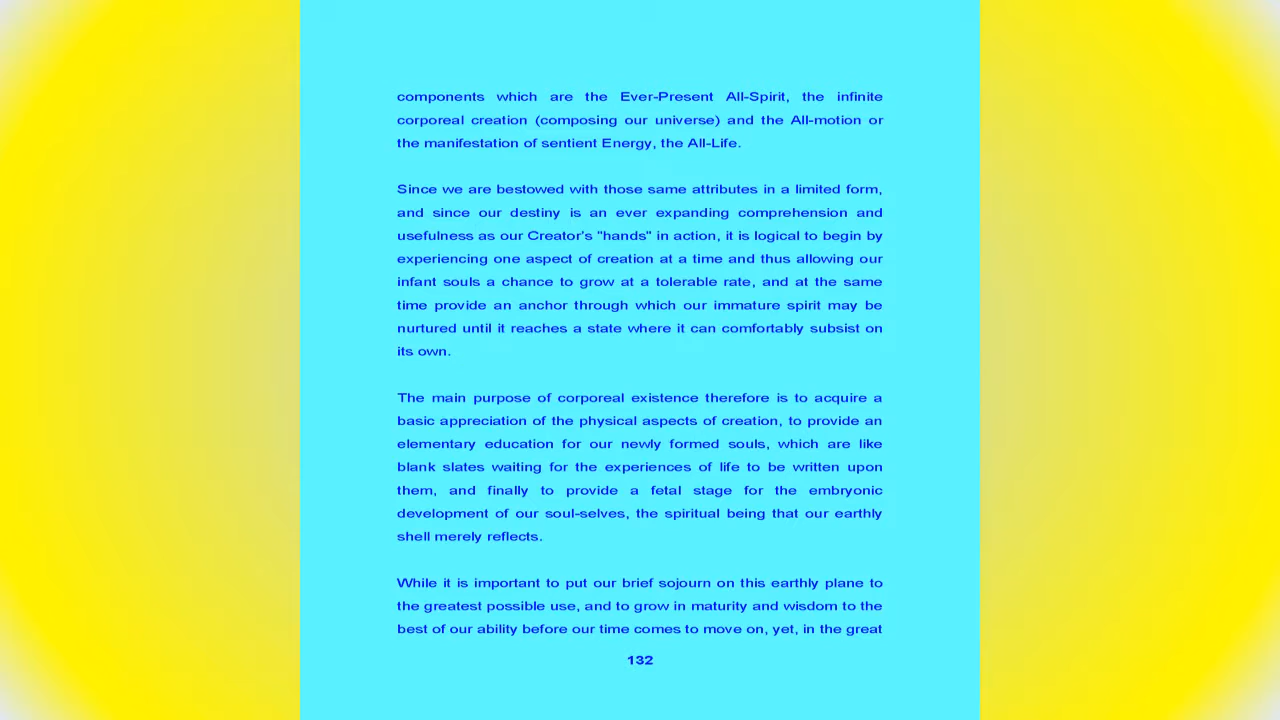 components which are the Ever-Present All-Spirit, the infinite
corporeal creation (composing our universe) and the All-motion or
the manifestation of sentient Energy, the All-Life.
Since we are bestowed with those same attributes in a limited form,
and since our destiny is an ever expanding comprehension and
usefulness as our Creator's "hands" in action, it is logical to begin by
experiencing one aspect of creation at a time and thus allowing our
infant souls a chance to grow at a tolerable rate, and at the same
time provide an anchor through which our immature spirit may be
nurtured until it reaches a state where it can comfortably subsist on
its own.
The main purpose of corporeal existence therefore is to acquire a
basic appreciation of the physical aspects of creation, to provide an
elementary education for our newly formed souls, which are like
blank slates waiting for the experiences of life to be written upon
them, and finally to provide a fetal stage for the embryonic
development of our soul-selves, the spiritual being that our earthly
shell merely reflects.
While it is important to put our brief sojourn on this earthly plane to
the greatest possible use, and to grow in maturity and wisdom to the
best of our ability before our time comes to move on, yet, in the great
132